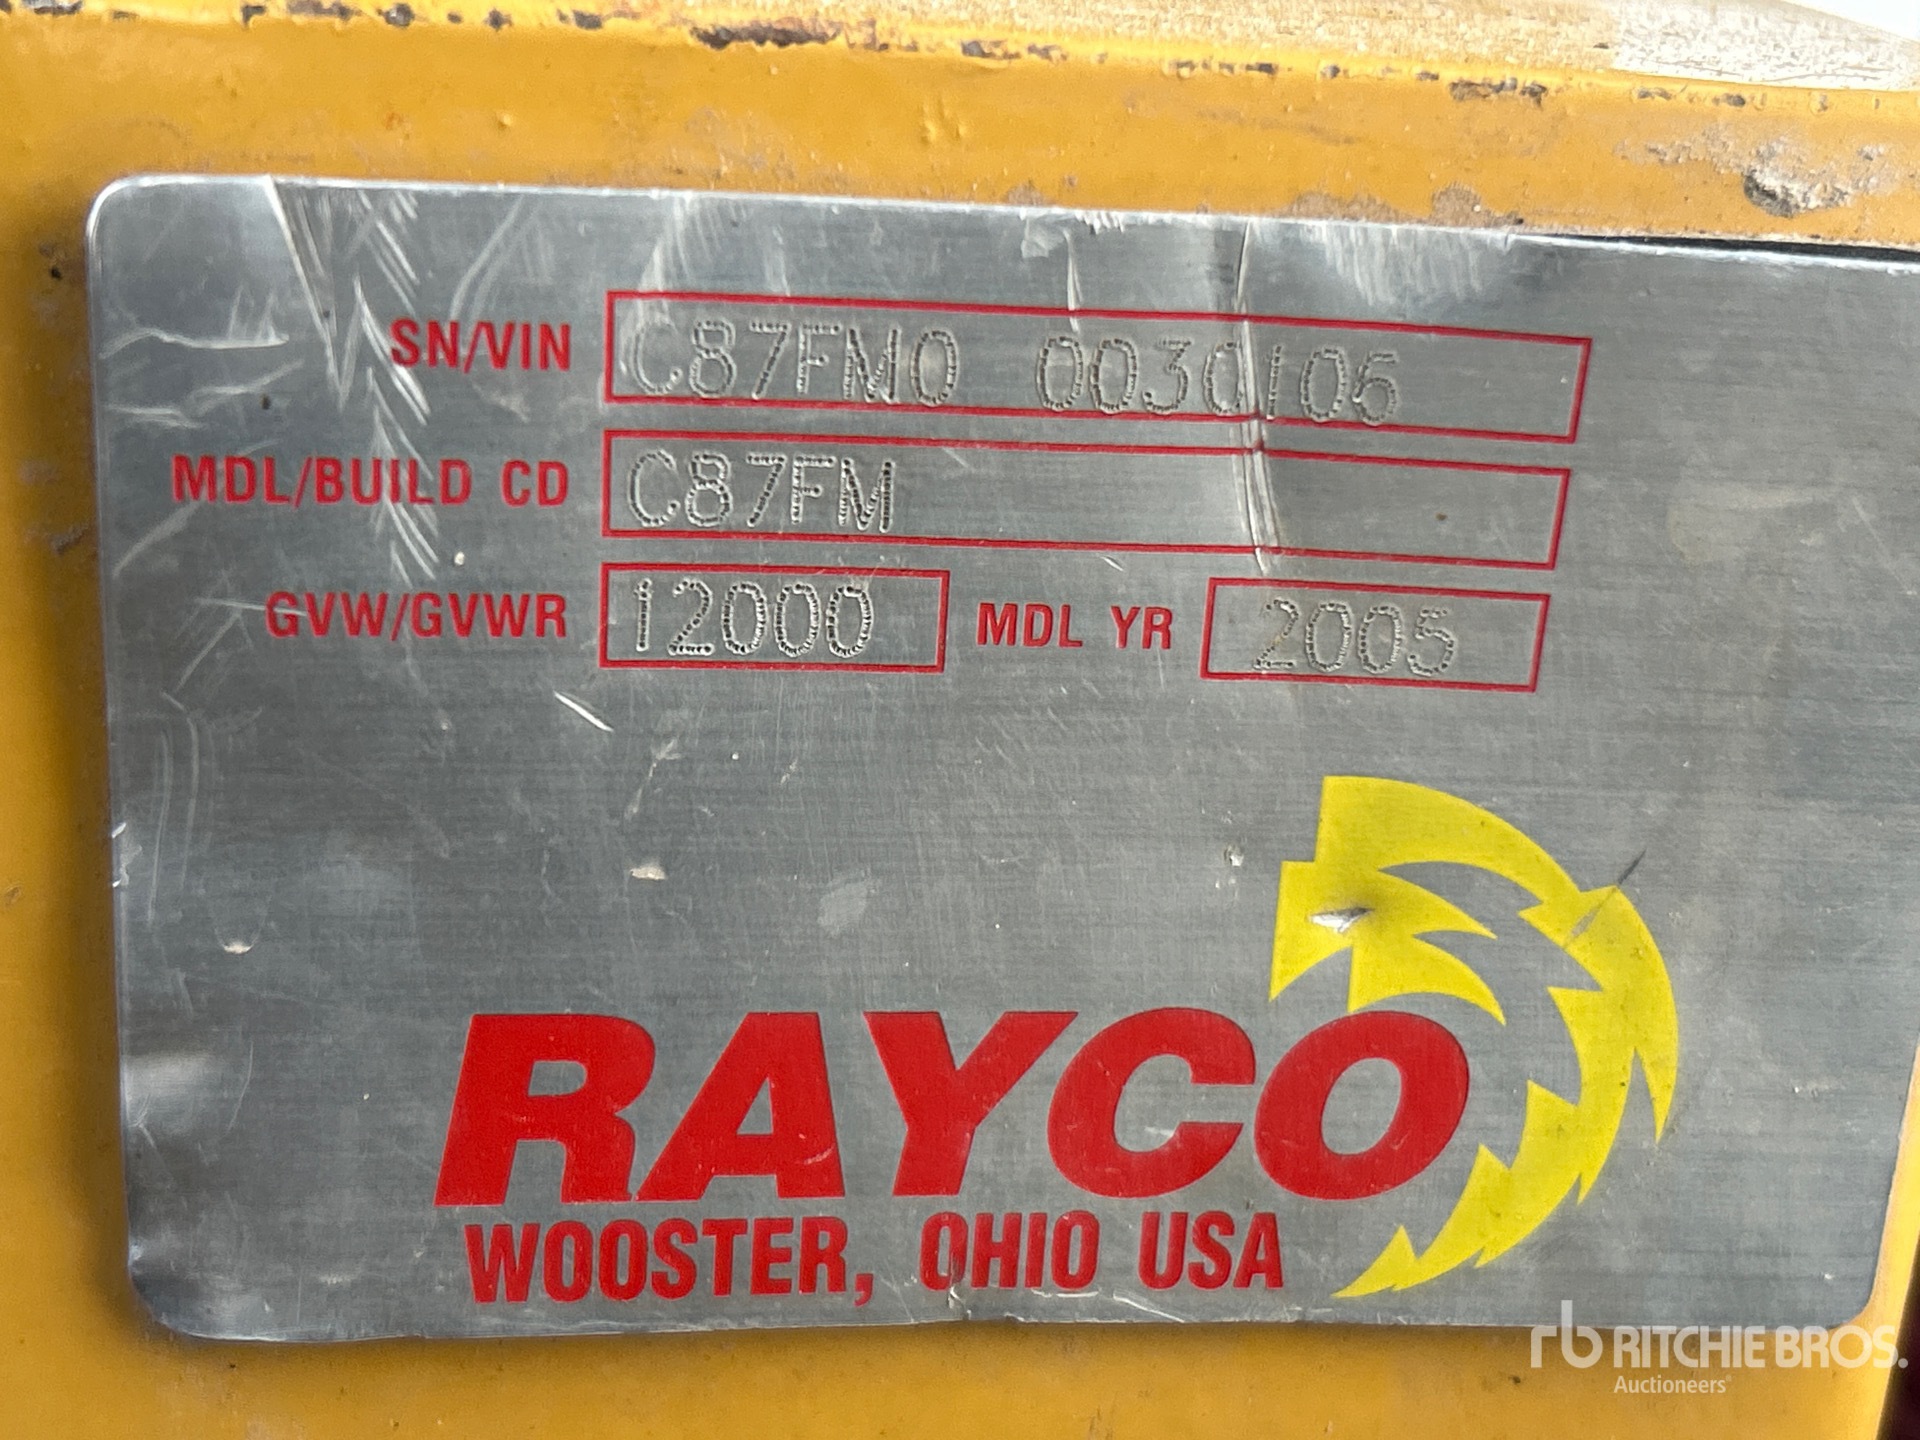 SN/VIN C87FM0 0030106
MDL/BUILD CD C87FM
GVW/GVWR 12000 MDL YR 2005
RAYCO
WOOSTER, OHIO USA
rb RITCHIE BROS.
Auctioneers